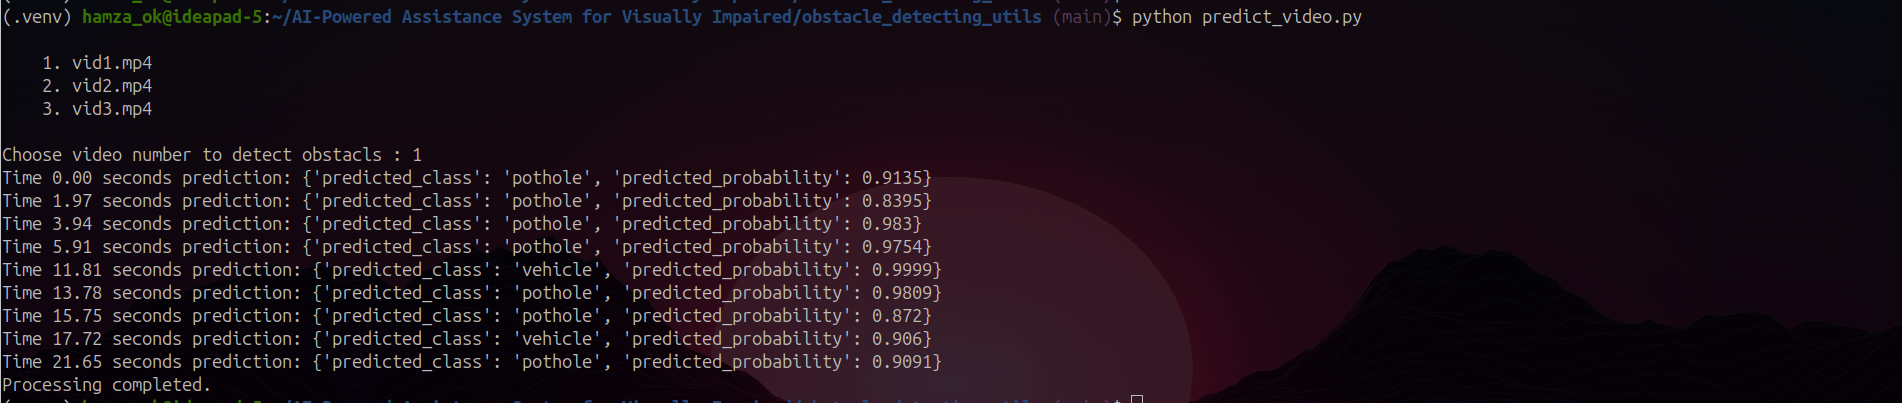 (.venv) hamza_ok@ideapad-5:~/AI-Powered Assistance System for Visually Impaired/obstacle_detecting_utils (main)$ python predict_video.py
1. vid1.mp4
2. vid2.mp4
3. vid3.mp4
Choose video number to detect obstacls : 1
Time 0.00 seconds prediction: {'predicted_class': 'pothole', 'predicted_probability': 0.9135}
Time 1.97 seconds prediction: {'predicted_class': 'pothole', 'predicted_probability': 0.8395}
Time 3.94 seconds prediction: {'predicted_class': 'pothole', 'predicted_probability': 0.983}
Time 5.91 seconds prediction: {'predicted_class': 'pothole', 'predicted_probability': 0.9754}
Time 11.81 seconds prediction: {'predicted_class': 'vehicle', 'predicted_probability': 0.9999}
Time 13.78 seconds prediction: {'predicted_class': 'pothole', 'predicted_probability': 0.9809}
Time 15.75 seconds prediction: {'predicted_class': 'pothole', 'predicted_probability': 0.872}
Time 17.72 seconds prediction: {'predicted_class': 'vehicle', 'predicted_probability': 0.906}
Time 21.65 seconds prediction: {'predicted_class': 'pothole', 'predicted_probability': 0.9091}
Processing completed.